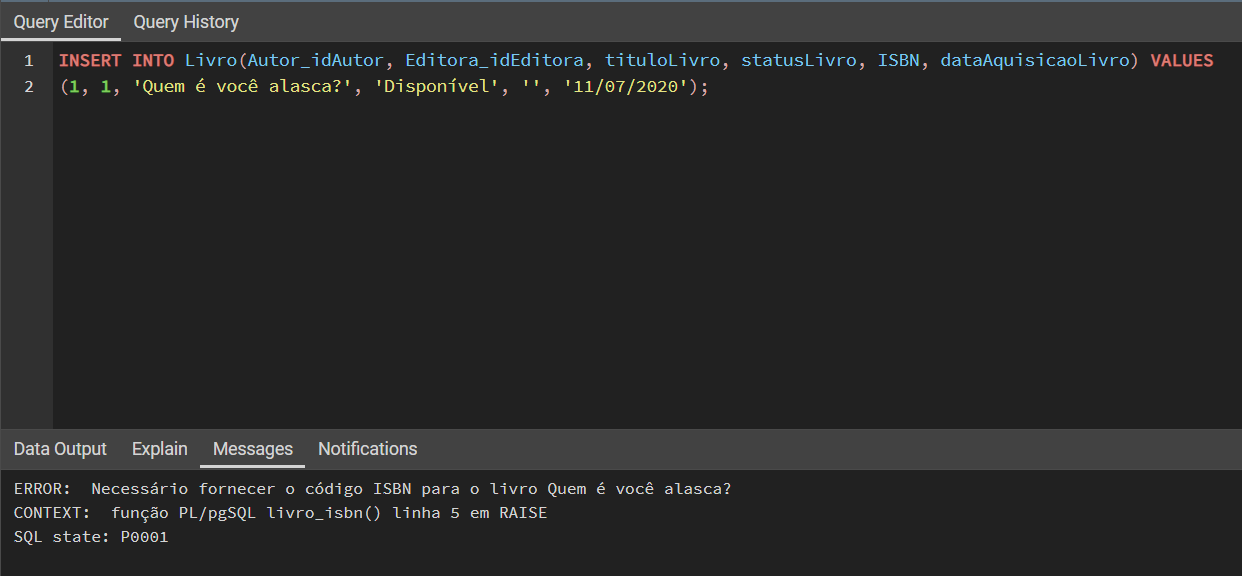 Query Editor Query History
1 INSERT INTO Livro(Autor_idAutor, Editora_idEditora, tituloLivro, statusLivro, ISBN, dataAquisicaoLivro) VALUES
2 (1, 1, 'Quem é você alasca?', 'Disponível', '', '11/07/2020');
Data Output Explain Messages Notifications
ERROR:  Necessário fornecer o código ISBN para o livro Quem é você alasca?
CONTEXT:  função PL/pgSQL livro_isbn() linha 5 em RAISE
SQL state: P0001